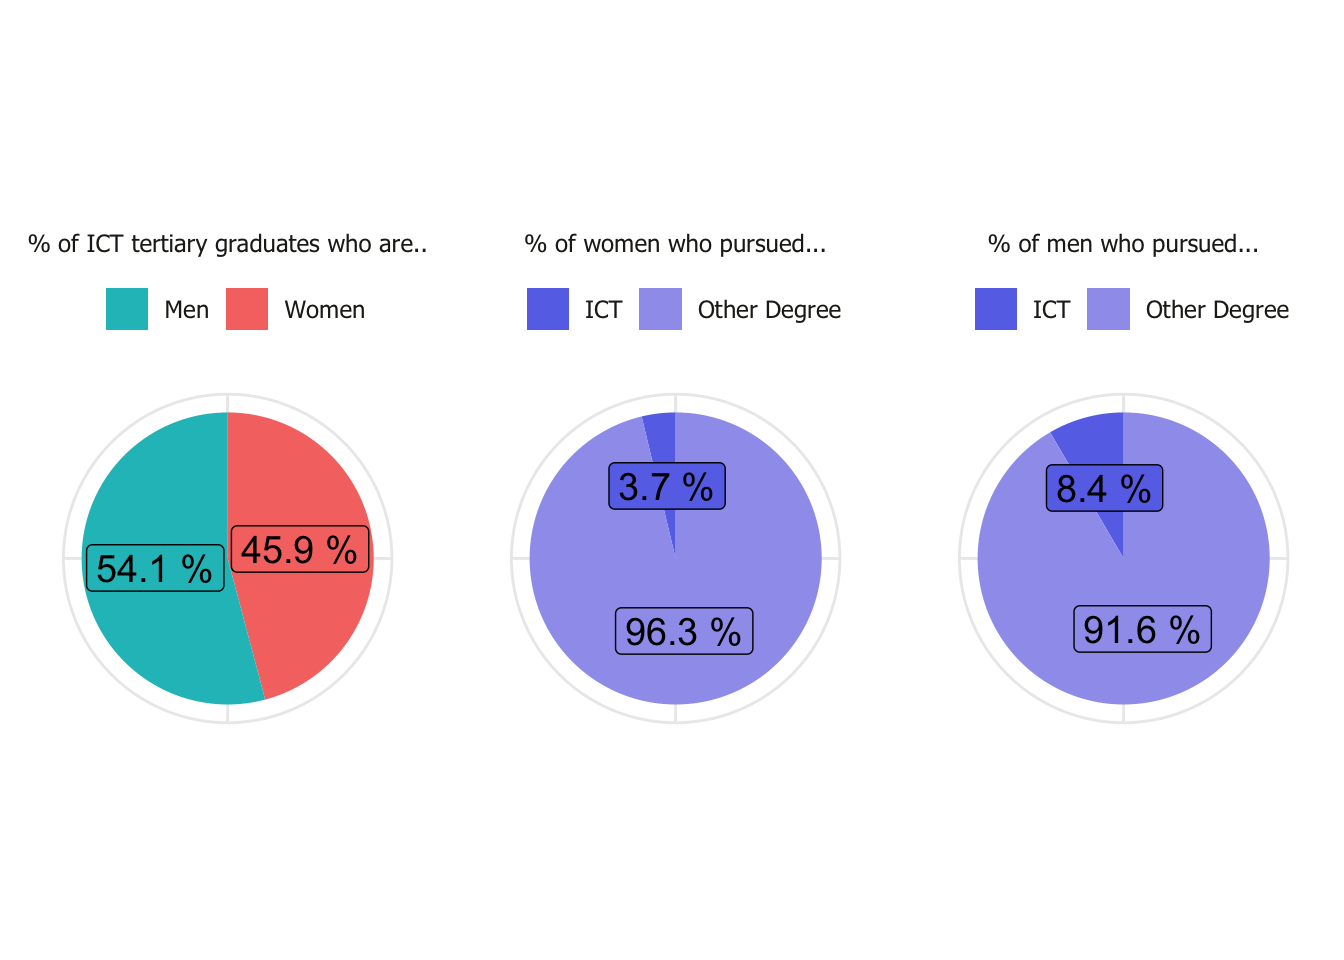 % of ICT tertiary graduates who are..
Men
Women
54.1 %
45.9 %
% of women who pursued...
ICT
Other Degree
3.7 %
96.3 %
% of men who pursued...
ICT
Other Degree
8.4 %
91.6 %